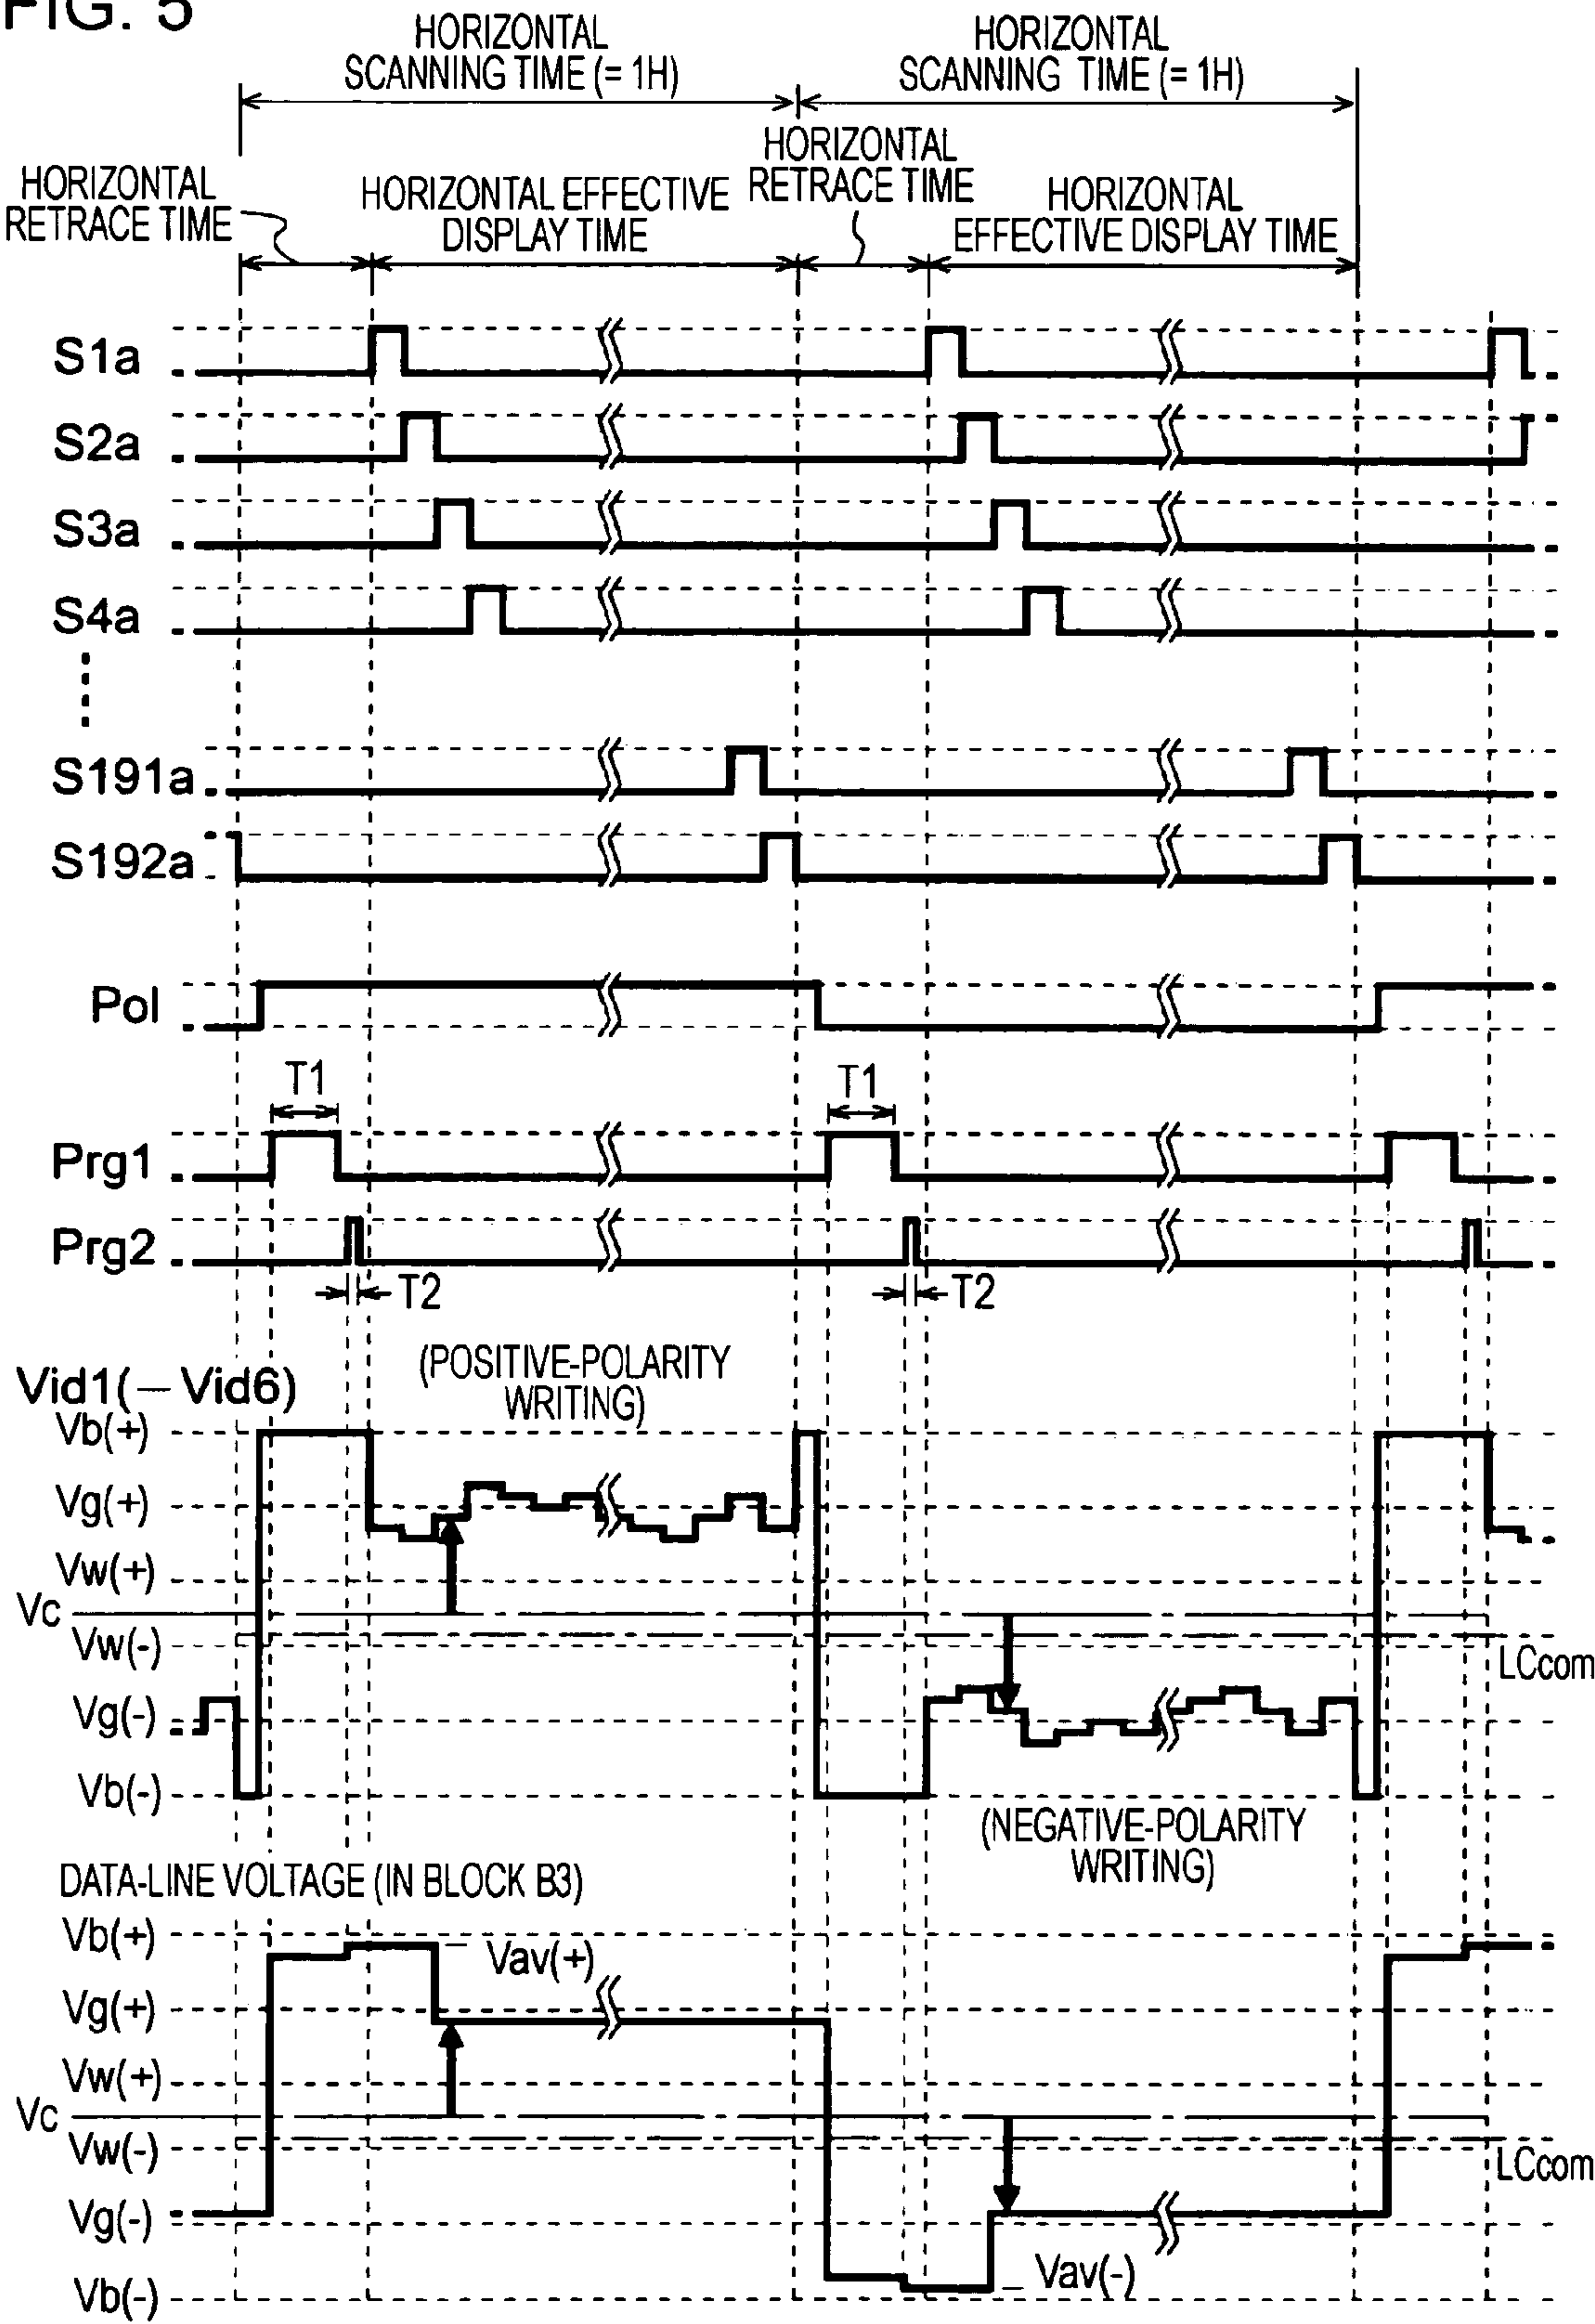 FIG. 5
HORIZONTAL
SCANNING TIME (= 1H)
HORIZONTAL
SCANNING TIME (= 1H)
HORIZONTAL
RETRACE TIME
HORIZONTAL EFFECTIVE
DISPLAY TIME
HORIZONTAL
RETRACE TIME
HORIZONTAL
EFFECTIVE DISPLAY TIME
S1a
S2a
S3a
S4a
S191a
S192a
Pol
T1
T1
Prg1
Prg2
T2
T2
(POSITIVE-POLARITY
WRITING)
Vid1(–Vid6)
Vb(+)
Vg(+)
Vw(+)
Vc
Vw(-)
LCcom
Vg(-)
Vb(-)
(NEGATIVE-POLARITY
WRITING)
DATA-LINE VOLTAGE (IN BLOCK B3)
Vb(+)
Vav(+)
Vg(+)
Vw(+)
Vc
Vw(-)
LCcom
Vg(-)
Vav(-)
Vb(-)